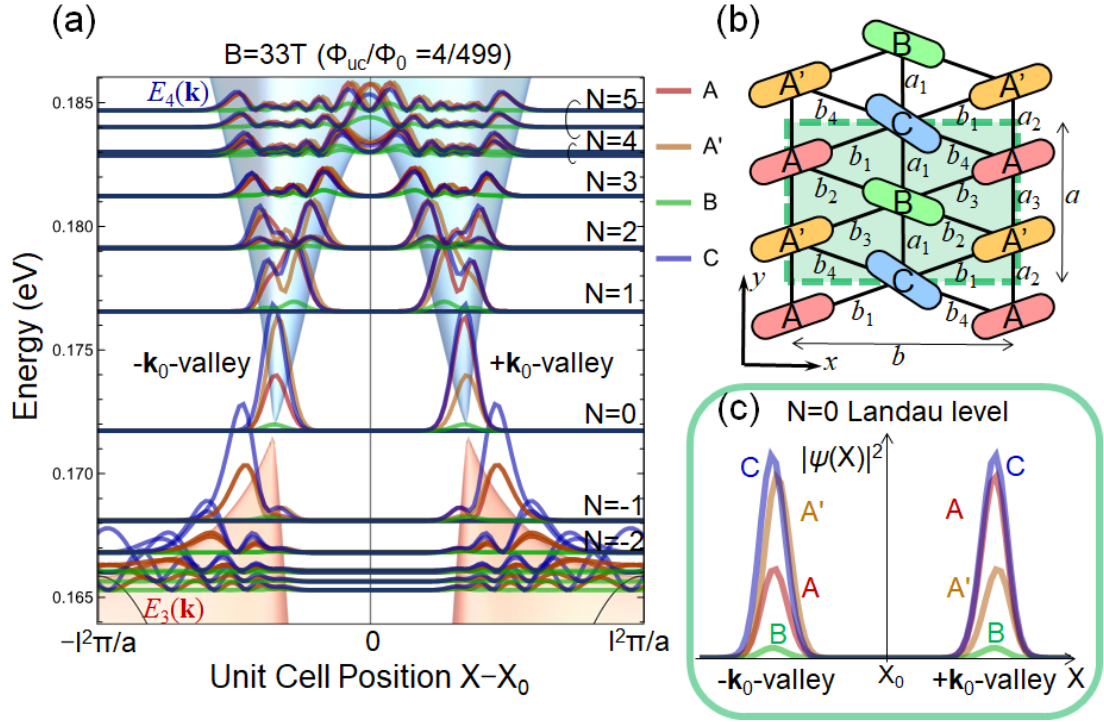 (a)
B=33T (Φuc/Φ0 =4/499)
E4(k)
N=5
N=4
N=3
N=2
N=1
-k0-valley
+k0-valley
N=0
N=-1
N=-2
E3(k)
0.185
0.180
0.175
0.170
0.165
Energy (eV)
−l²π/a
0
l²π/a
Unit Cell Position X−X0
A
A'
B
C
(b)
B
A' a1 A'
b4 C b1 a2
A b1 a1 b4 A
b2 B b3 a3 a
A' b3 a1 b2 A'
b4 C b1 a2
A b1 b4 A
y
x
b
(c)
N=0 Landau level
|ψ(X)|²
C C
A' A
A A'
B B
X0
-k0-valley +k0-valley X